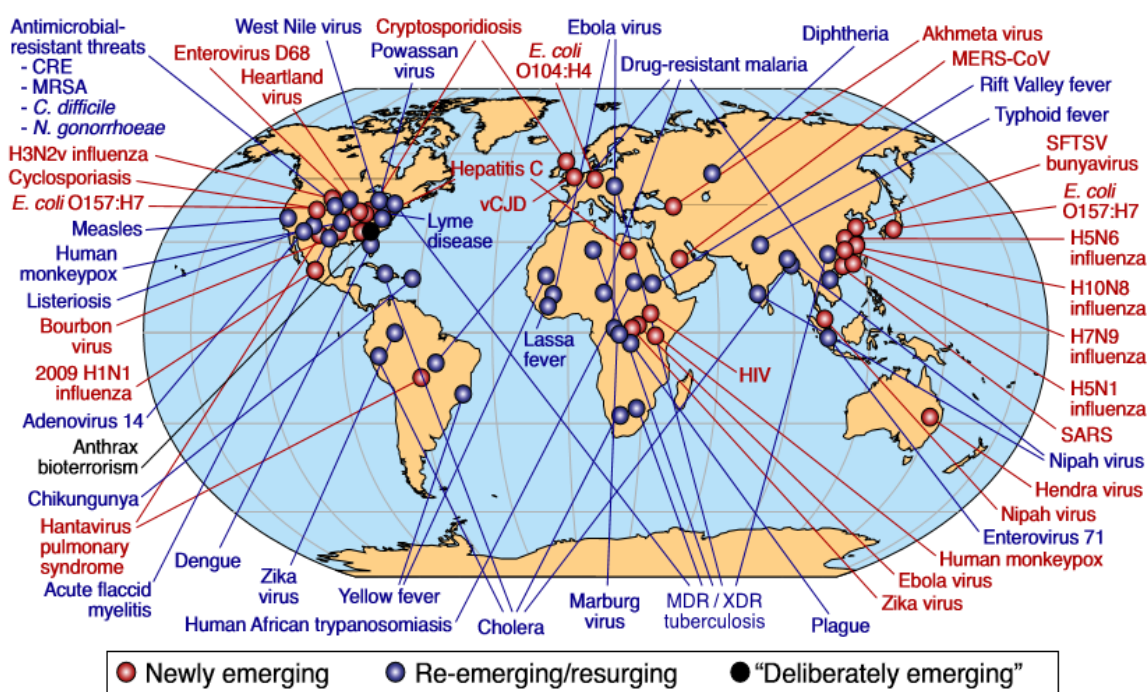 Antimicrobial-
resistant threats
- CRE
- MRSA
- C. difficile
- N. gonorrhoeae
West Nile virus
Enterovirus D68
Heartland
virus
Cryptosporidiosis
Powassan
virus
E. coli
O104:H4
Ebola virus
Drug-resistant malaria
Diphtheria
Akhmeta virus
MERS-CoV
Rift Valley fever
Typhoid fever
SFTSV
bunyavirus
E. coli
O157:H7
H5N6
influenza
H10N8
influenza
H7N9
influenza
H5N1
influenza
SARS
Nipah virus
Hendra virus
Nipah virus
Enterovirus 71
Human monkeypox
Ebola virus
Zika virus
H3N2v influenza
Cyclosporiasis
E. coli O157:H7
Measles
Human
monkeypox
Listeriosis
Bourbon
virus
2009 H1N1
influenza
Adenovirus 14
Anthrax
bioterrorism
Chikungunya
Hantavirus
pulmonary
syndrome
Acute flaccid
myelitis
Hepatitis C
vCJD
Lyme
disease
Lassa
fever
HIV
Dengue
Zika
virus
Yellow fever
Human African trypanosomiasis
Cholera
Marburg
virus
MDR / XDR
tuberculosis
Plague
Newly emerging
Re-emerging/resurging
“Deliberately emerging”